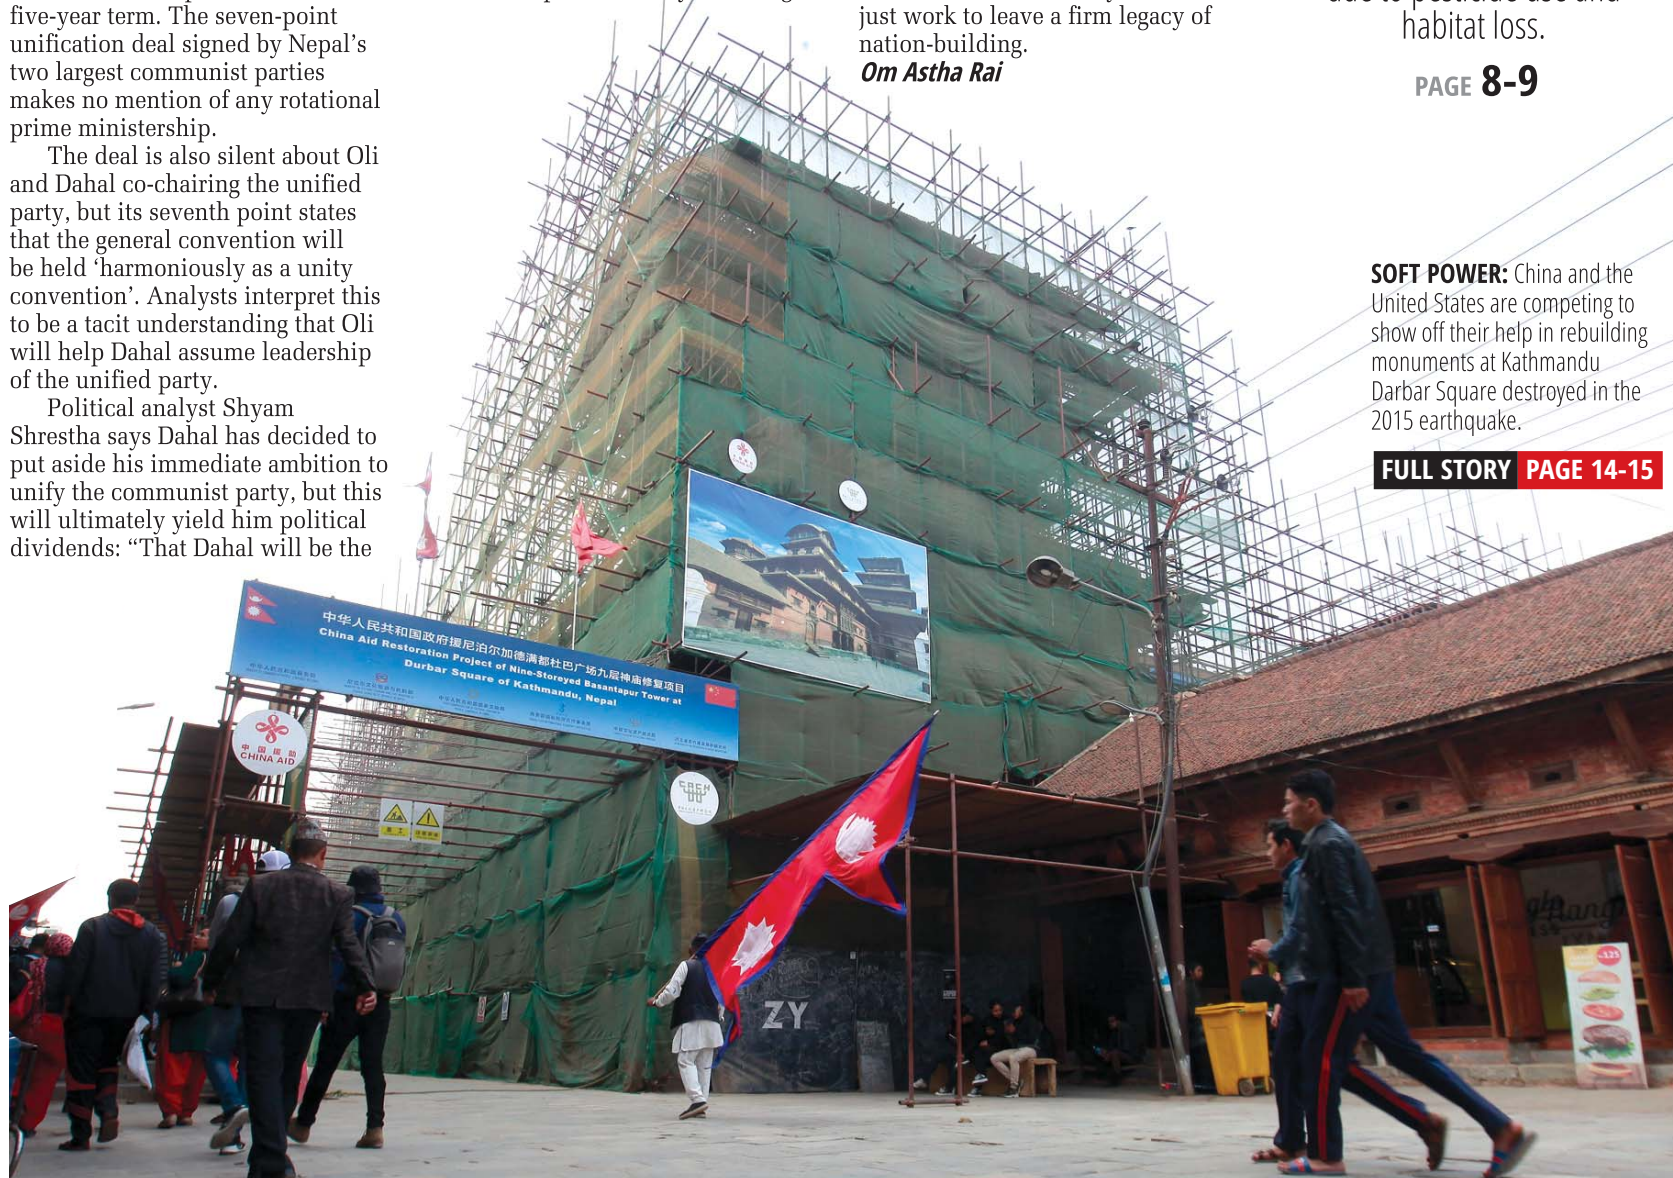 five-year term. The seven-point
unification deal signed by Nepal’s
two largest communist parties
makes no mention of any rotational
prime ministership.
The deal is also silent about Oli
and Dahal co-chairing the unified
party, but its seventh point states
that the general convention will
be held ‘harmoniously as a unity
convention’. Analysts interpret this
to be a tacit understanding that Oli
will help Dahal assume leadership
of the unified party.
Political analyst Shyam
Shrestha says Dahal has decided to
put aside his immediate ambition to
unify the communist party, but this
will ultimately yield him political
dividends: “That Dahal will be the
just work to leave a firm legacy of
nation-building.
Om Astha Rai
habitat loss.
PAGE 8-9
SOFT POWER: China and the
United States are competing to
show off their help in rebuilding
monuments at Kathmandu
Darbar Square destroyed in the
2015 earthquake.
FULL STORY PAGE 14-15
中华人民共和国政府援尼泊尔加德满都杜巴广场九层神庙修复项目
China Aid Restoration Project of Nine-Storeyed Basantapur Tower at
Durbar Square of Kathmandu, Nepal
中国援助
CHINA AID
ZY